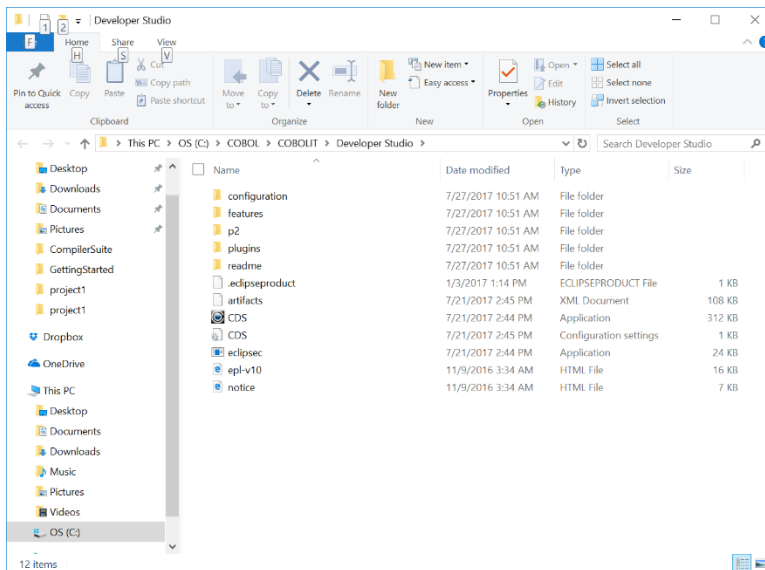 1 2 Developer Studio
F Home Share View
H S V
Pin to Quick access
Copy
Paste
Cut
Copy path
Paste shortcut
Move to
Copy to
Delete
Rename
New folder
New item
Easy access
Properties
Open
Edit
History
Select all
Select none
Invert selection
Clipboard Organize New Open Select
This PC > OS (C:) > COBOL > COBOLIT > Developer Studio >
Search Developer Studio
Name Date modified Type Size
Desktop
Downloads
Documents
Pictures
CompilerSuite
GettingStarted
project1
project1
Dropbox
OneDrive
This PC
Desktop
Documents
Downloads
Music
Pictures
Videos
OS (C:)
configuration 7/27/2017 10:51 AM File folder
features 7/27/2017 10:51 AM File folder
p2 7/27/2017 10:51 AM File folder
plugins 7/27/2017 10:51 AM File folder
readme 7/27/2017 10:51 AM File folder
.eclipseproduct 1/3/2017 1:14 PM ECLIPSEPRODUCT File 1 KB
artifacts 7/21/2017 2:45 PM XML Document 108 KB
CDS 7/21/2017 2:44 PM Application 312 KB
CDS 7/21/2017 2:45 PM Configuration settings 1 KB
eclipsec 7/21/2017 2:44 PM Application 24 KB
epl-v10 11/9/2016 3:34 AM HTML File 16 KB
notice 11/9/2016 3:34 AM HTML File 7 KB
12 items